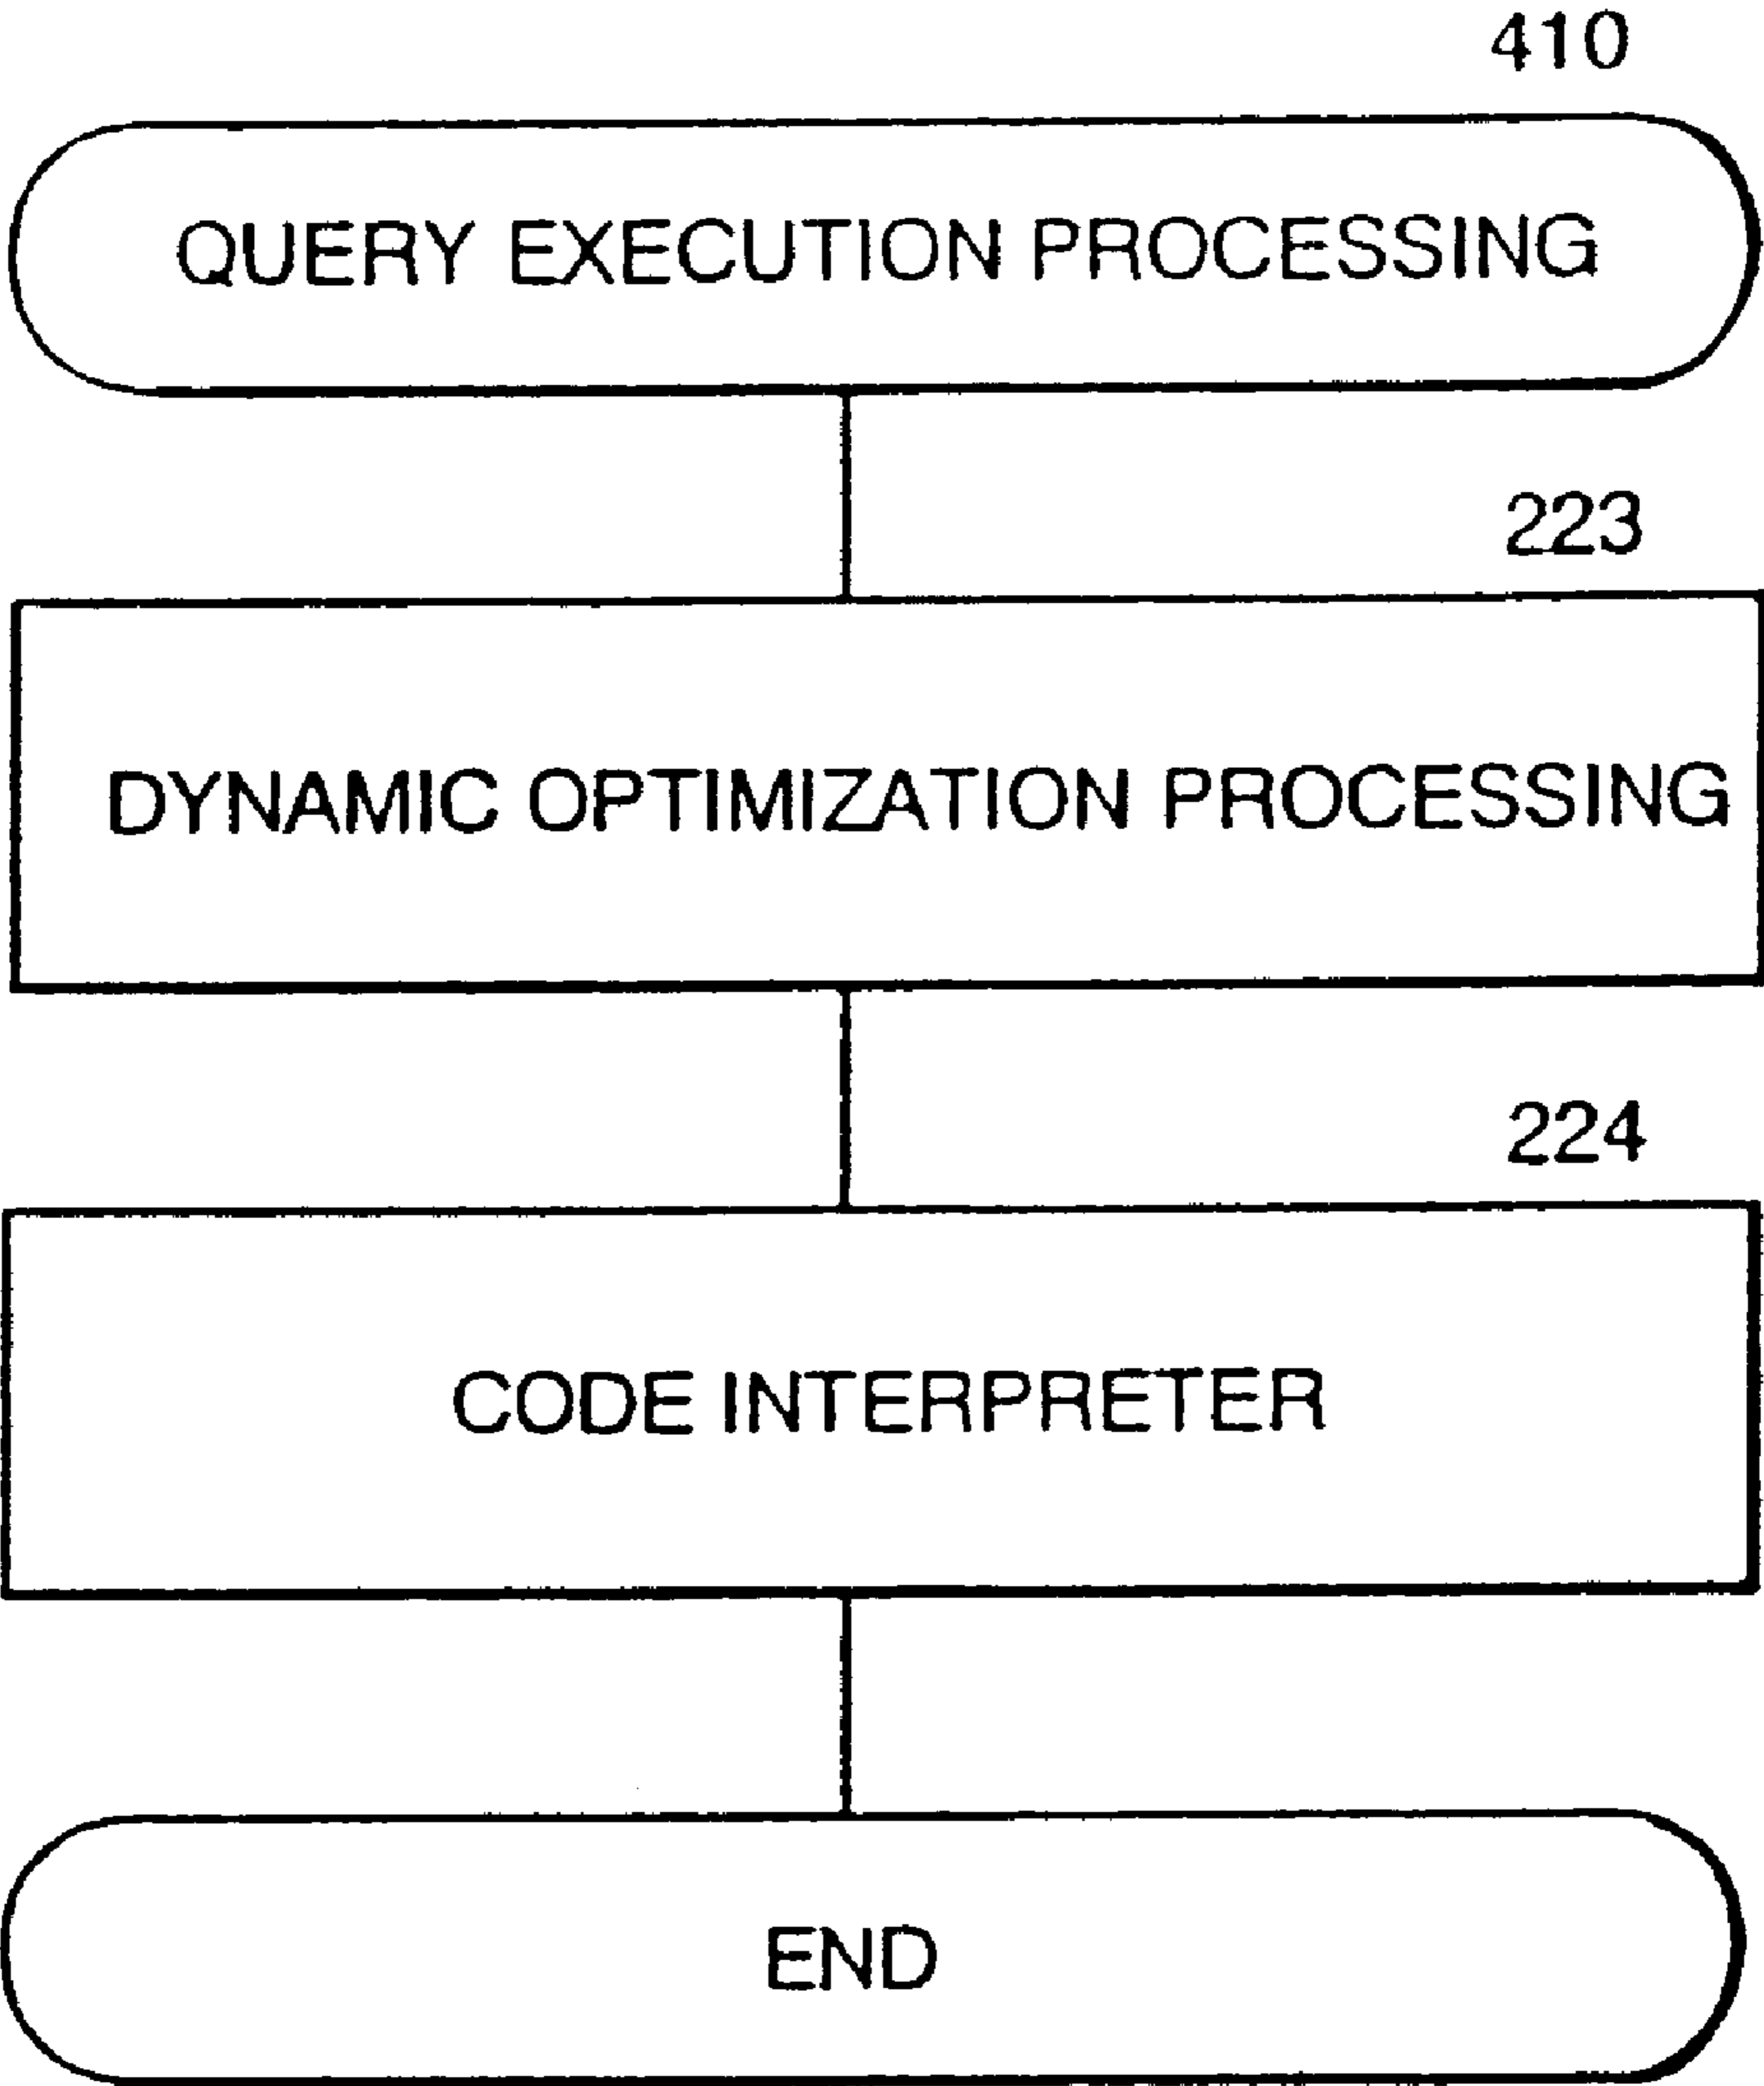 410
QUERY EXECUTION PROCESSING
223
DYNAMIC OPTIMIZATION PROCESSING
224
CODE INTERPRETER
END